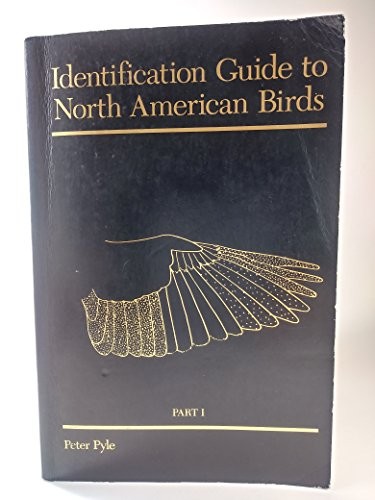 Identification Guide to
North American Birds
PART I
Peter Pyle